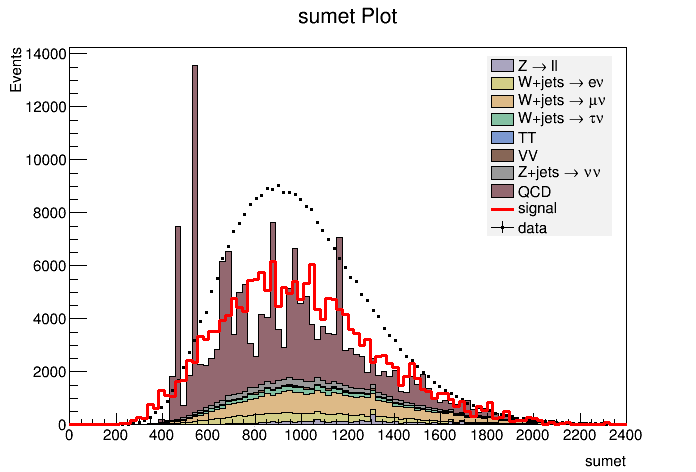 sumet Plot
Events
14000
12000
10000
8000
6000
4000
2000
0
0 200 400 600 800 1000 1200 1400 1600 1800 2000 2200 2400
sumet
Z → ll
W+jets → eν
W+jets → μν
W+jets → τν
TT
VV
Z+jets → νν
QCD
signal
data